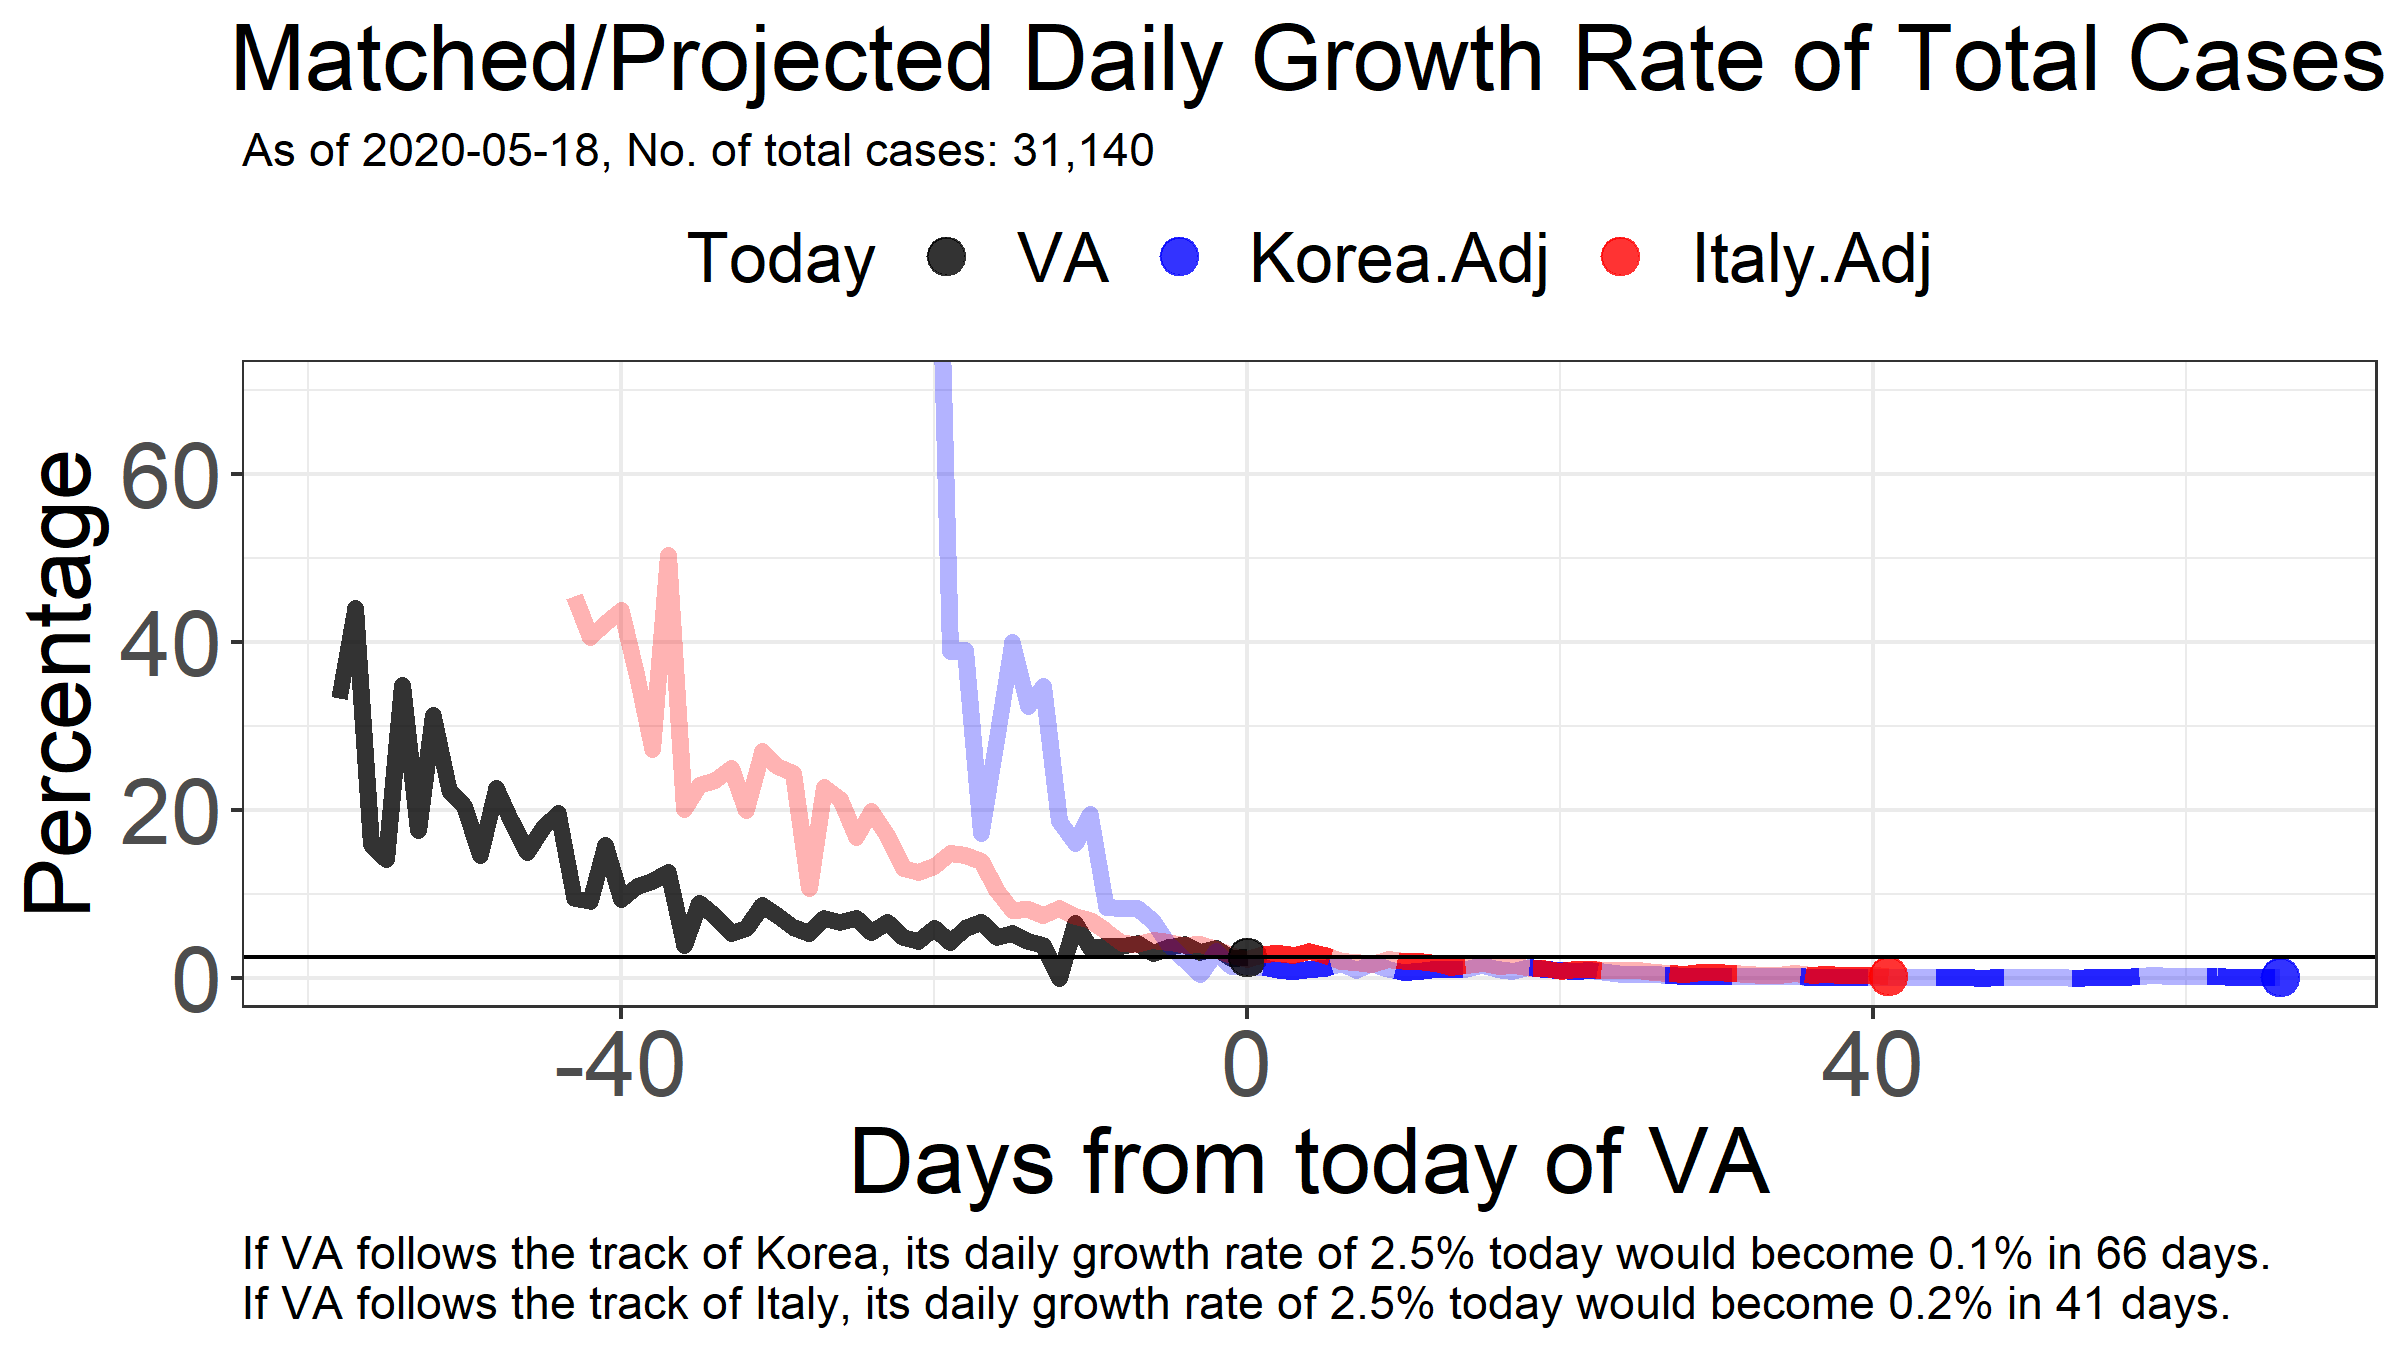 Matched/Projected Daily Growth Rate of Total Cases
As of 2020-05-18, No. of total cases: 31,140
Today VA Korea.Adj Italy.Adj
Percentage
60
40
20
0
-40 0 40
Days from today of VA
If VA follows the track of Korea, its daily growth rate of 2.5% today would become 0.1% in 66 days.
If VA follows the track of Italy, its daily growth rate of 2.5% today would become 0.2% in 41 days.